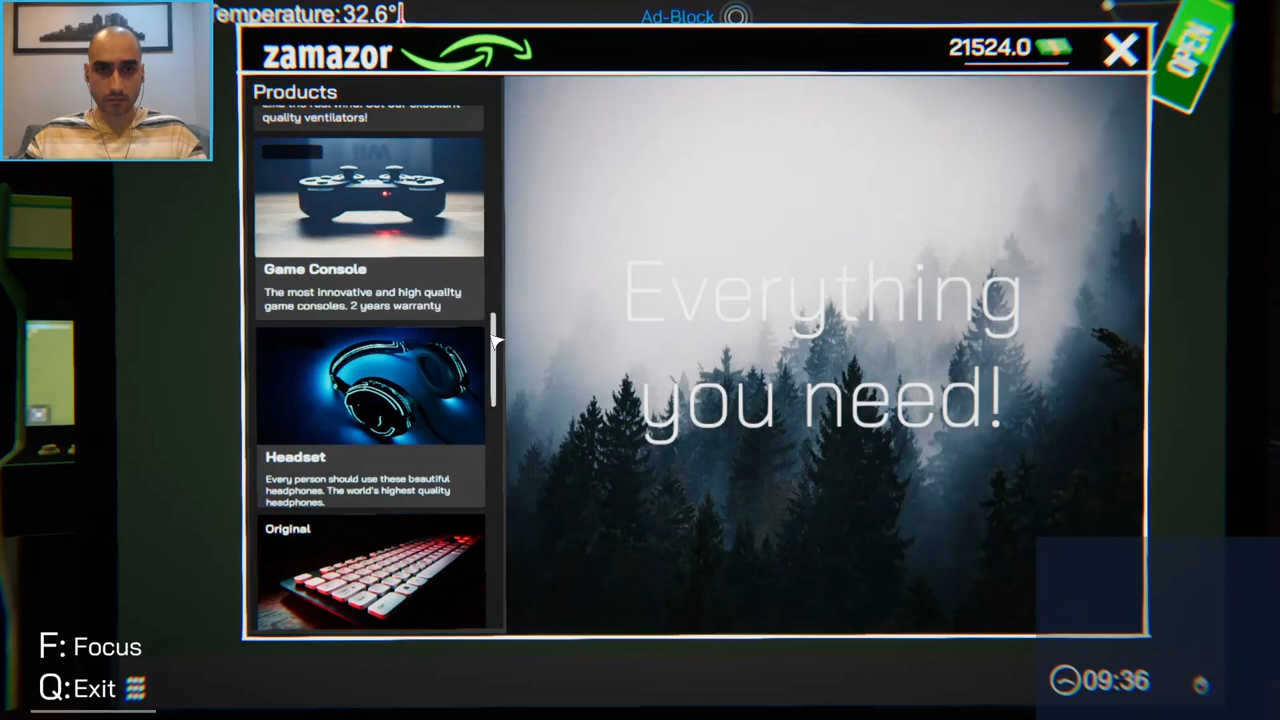 Temperature: 32.6°
Ad-Block
OPEN
zamazor
21524.0
Products
quality ventilators!
Game Console
The most innovative and high quality
game consoles. 2 years warranty
Headset
Every person should use these beautiful
headphones. The world's highest quality
headphones.
Original
Everything
you need!
F: Focus
Q: Exit
09:36